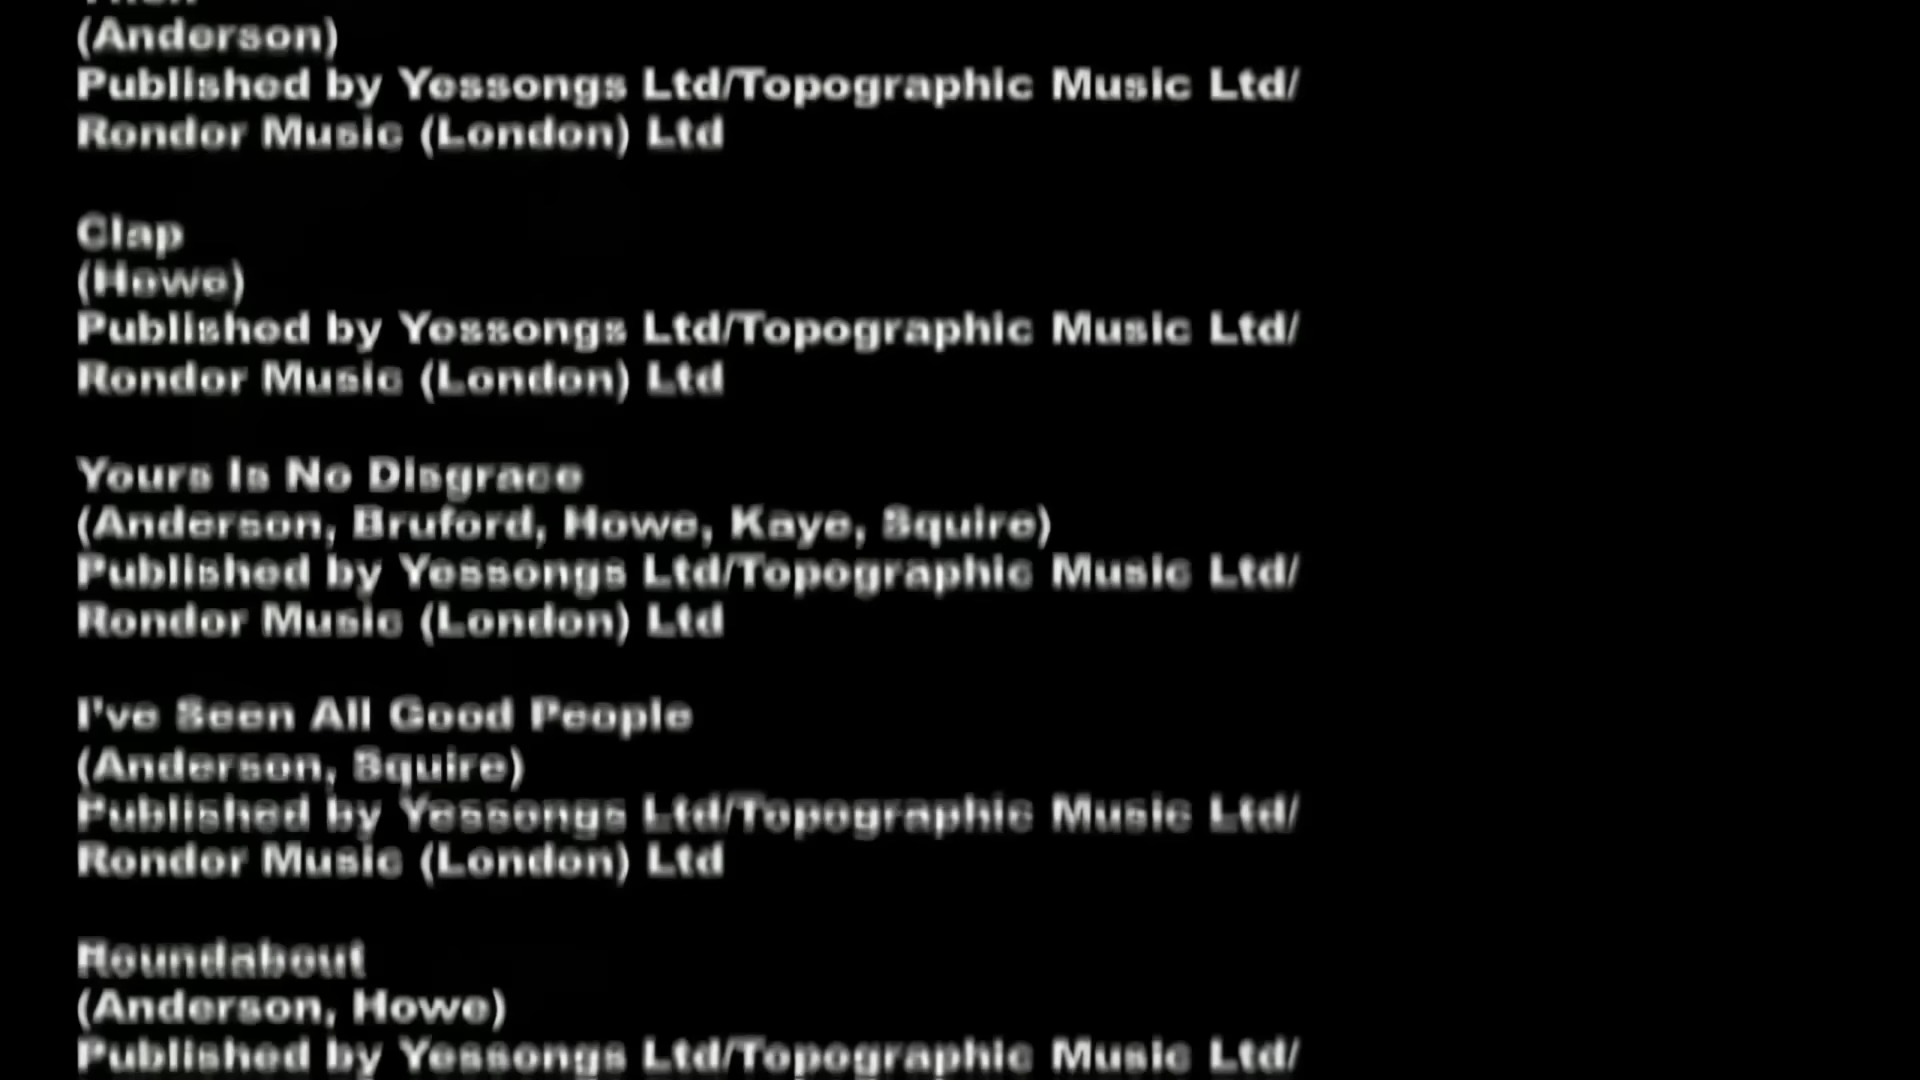 (Anderson)
Published by Yessongs Ltd/Topographic Music Ltd/
Rondor Music (London) Ltd
Clap
(Howe)
Published by Yessongs Ltd/Topographic Music Ltd/
Rondor Music (London) Ltd
Yours Is No Disgrace
(Anderson, Bruford, Howe, Kaye, Squire)
Published by Yessongs Ltd/Topographic Music Ltd/
Rondor Music (London) Ltd
I've Seen All Good People
(Anderson, Squire)
Published by Yessongs Ltd/Topographic Music Ltd/
Rondor Music (London) Ltd
Roundabout
(Anderson, Howe)
Published by Yessongs Ltd/Topographic Music Ltd/